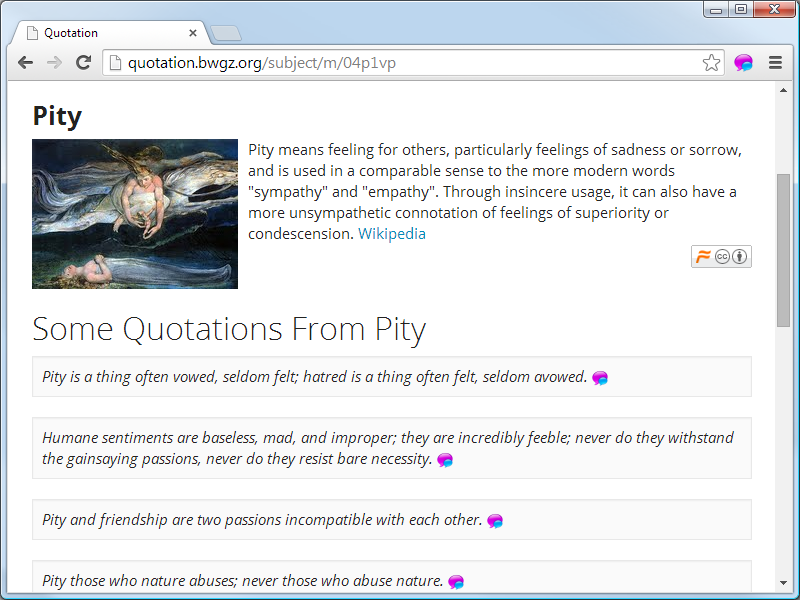 Quotation
quotation.bwgz.org/subject/m/04p1vp
Pity
Pity means feeling for others, particularly feelings of sadness or sorrow,
and is used in a comparable sense to the more modern words
"sympathy" and "empathy". Through insincere usage, it can also have a
more unsympathetic connotation of feelings of superiority or
condescension. Wikipedia
cc
Some Quotations From Pity
Pity is a thing often vowed, seldom felt; hatred is a thing often felt, seldom avowed.
Humane sentiments are baseless, mad, and improper; they are incredibly feeble; never do they withstand
the gainsaying passions, never do they resist bare necessity.
Pity and friendship are two passions incompatible with each other.
Pity those who nature abuses; never those who abuse nature.